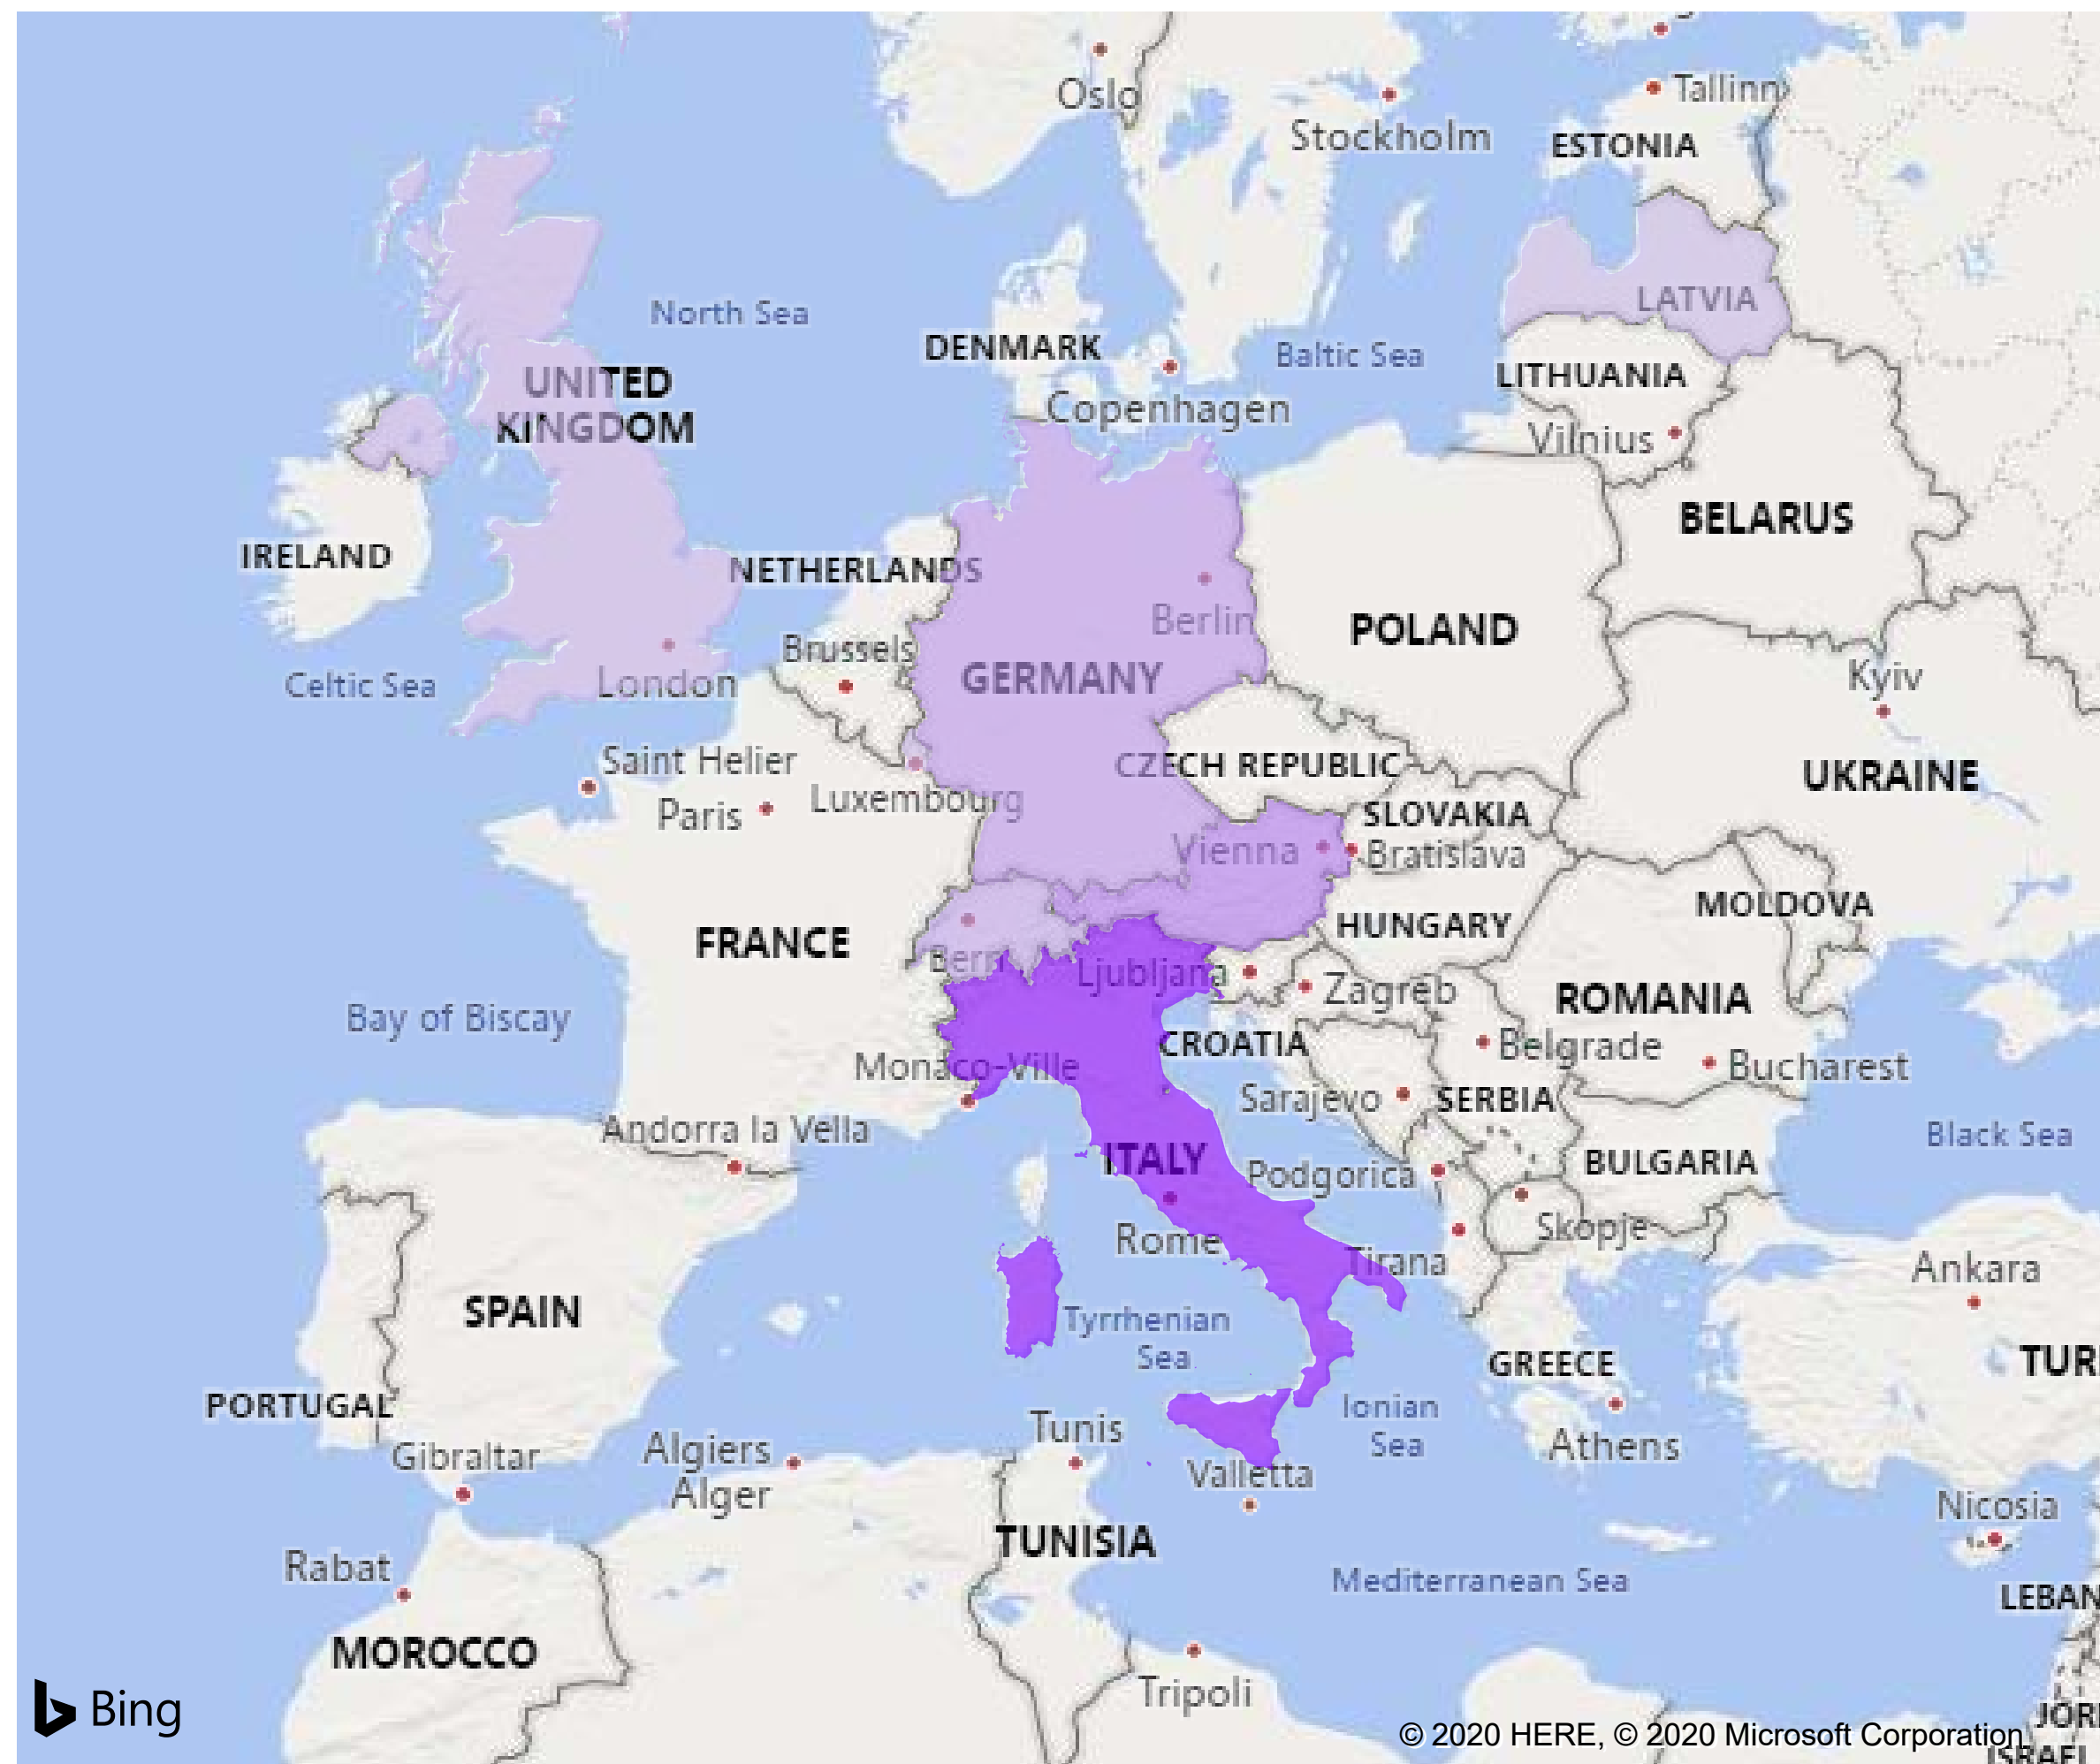 Oslo
Stockholm
Tallinn
ESTONIA
North Sea
LATVIA
DENMARK
Baltic Sea
LITHUANIA
UNITED
KINGDOM
Copenhagen
Vilnius
BELARUS
IRELAND
NETHERLANDS
Berlin
POLAND
Brussels
Celtic Sea
London
GERMANY
Kyiv
Saint Helier
CZECH REPUBLIC
UKRAINE
Paris
Luxembourg
SLOVAKIA
Vienna
Bratislava
MOLDOVA
FRANCE
HUNGARY
Bern
Ljubljana
Zagreb
ROMANIA
Bay of Biscay
CROATIA
Belgrade
Monaco-Ville
Bucharest
Sarajevo
SERBIA
Andorra la Vella
Black Sea
ITALY
Podgorica
BULGARIA
Rome
Skopje
Tirana
Ankara
SPAIN
Tyrrhenian
Sea
GREECE
TUR
PORTUGAL
Ionian
Sea
Gibraltar
Algiers
Alger
Tunis
Athens
Valletta
Nicosia
TUNISIA
Rabat
Mediterranean Sea
LEBAN
MOROCCO
Tripoli
Bing
JOR
© 2020 HERE, © 2020 Microsoft Corporation